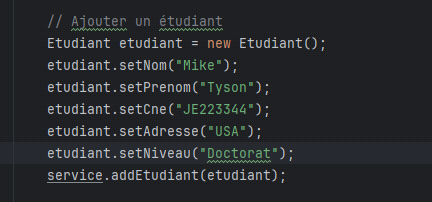 // Ajouter un étudiant
Etudiant etudiant = new Etudiant();
etudiant.setNom("Mike");
etudiant.setPrenom("Tyson");
etudiant.setCne("JE223344");
etudiant.setAdresse("USA");
etudiant.setNiveau("Doctorat");
service.addEtudiant(etudiant);